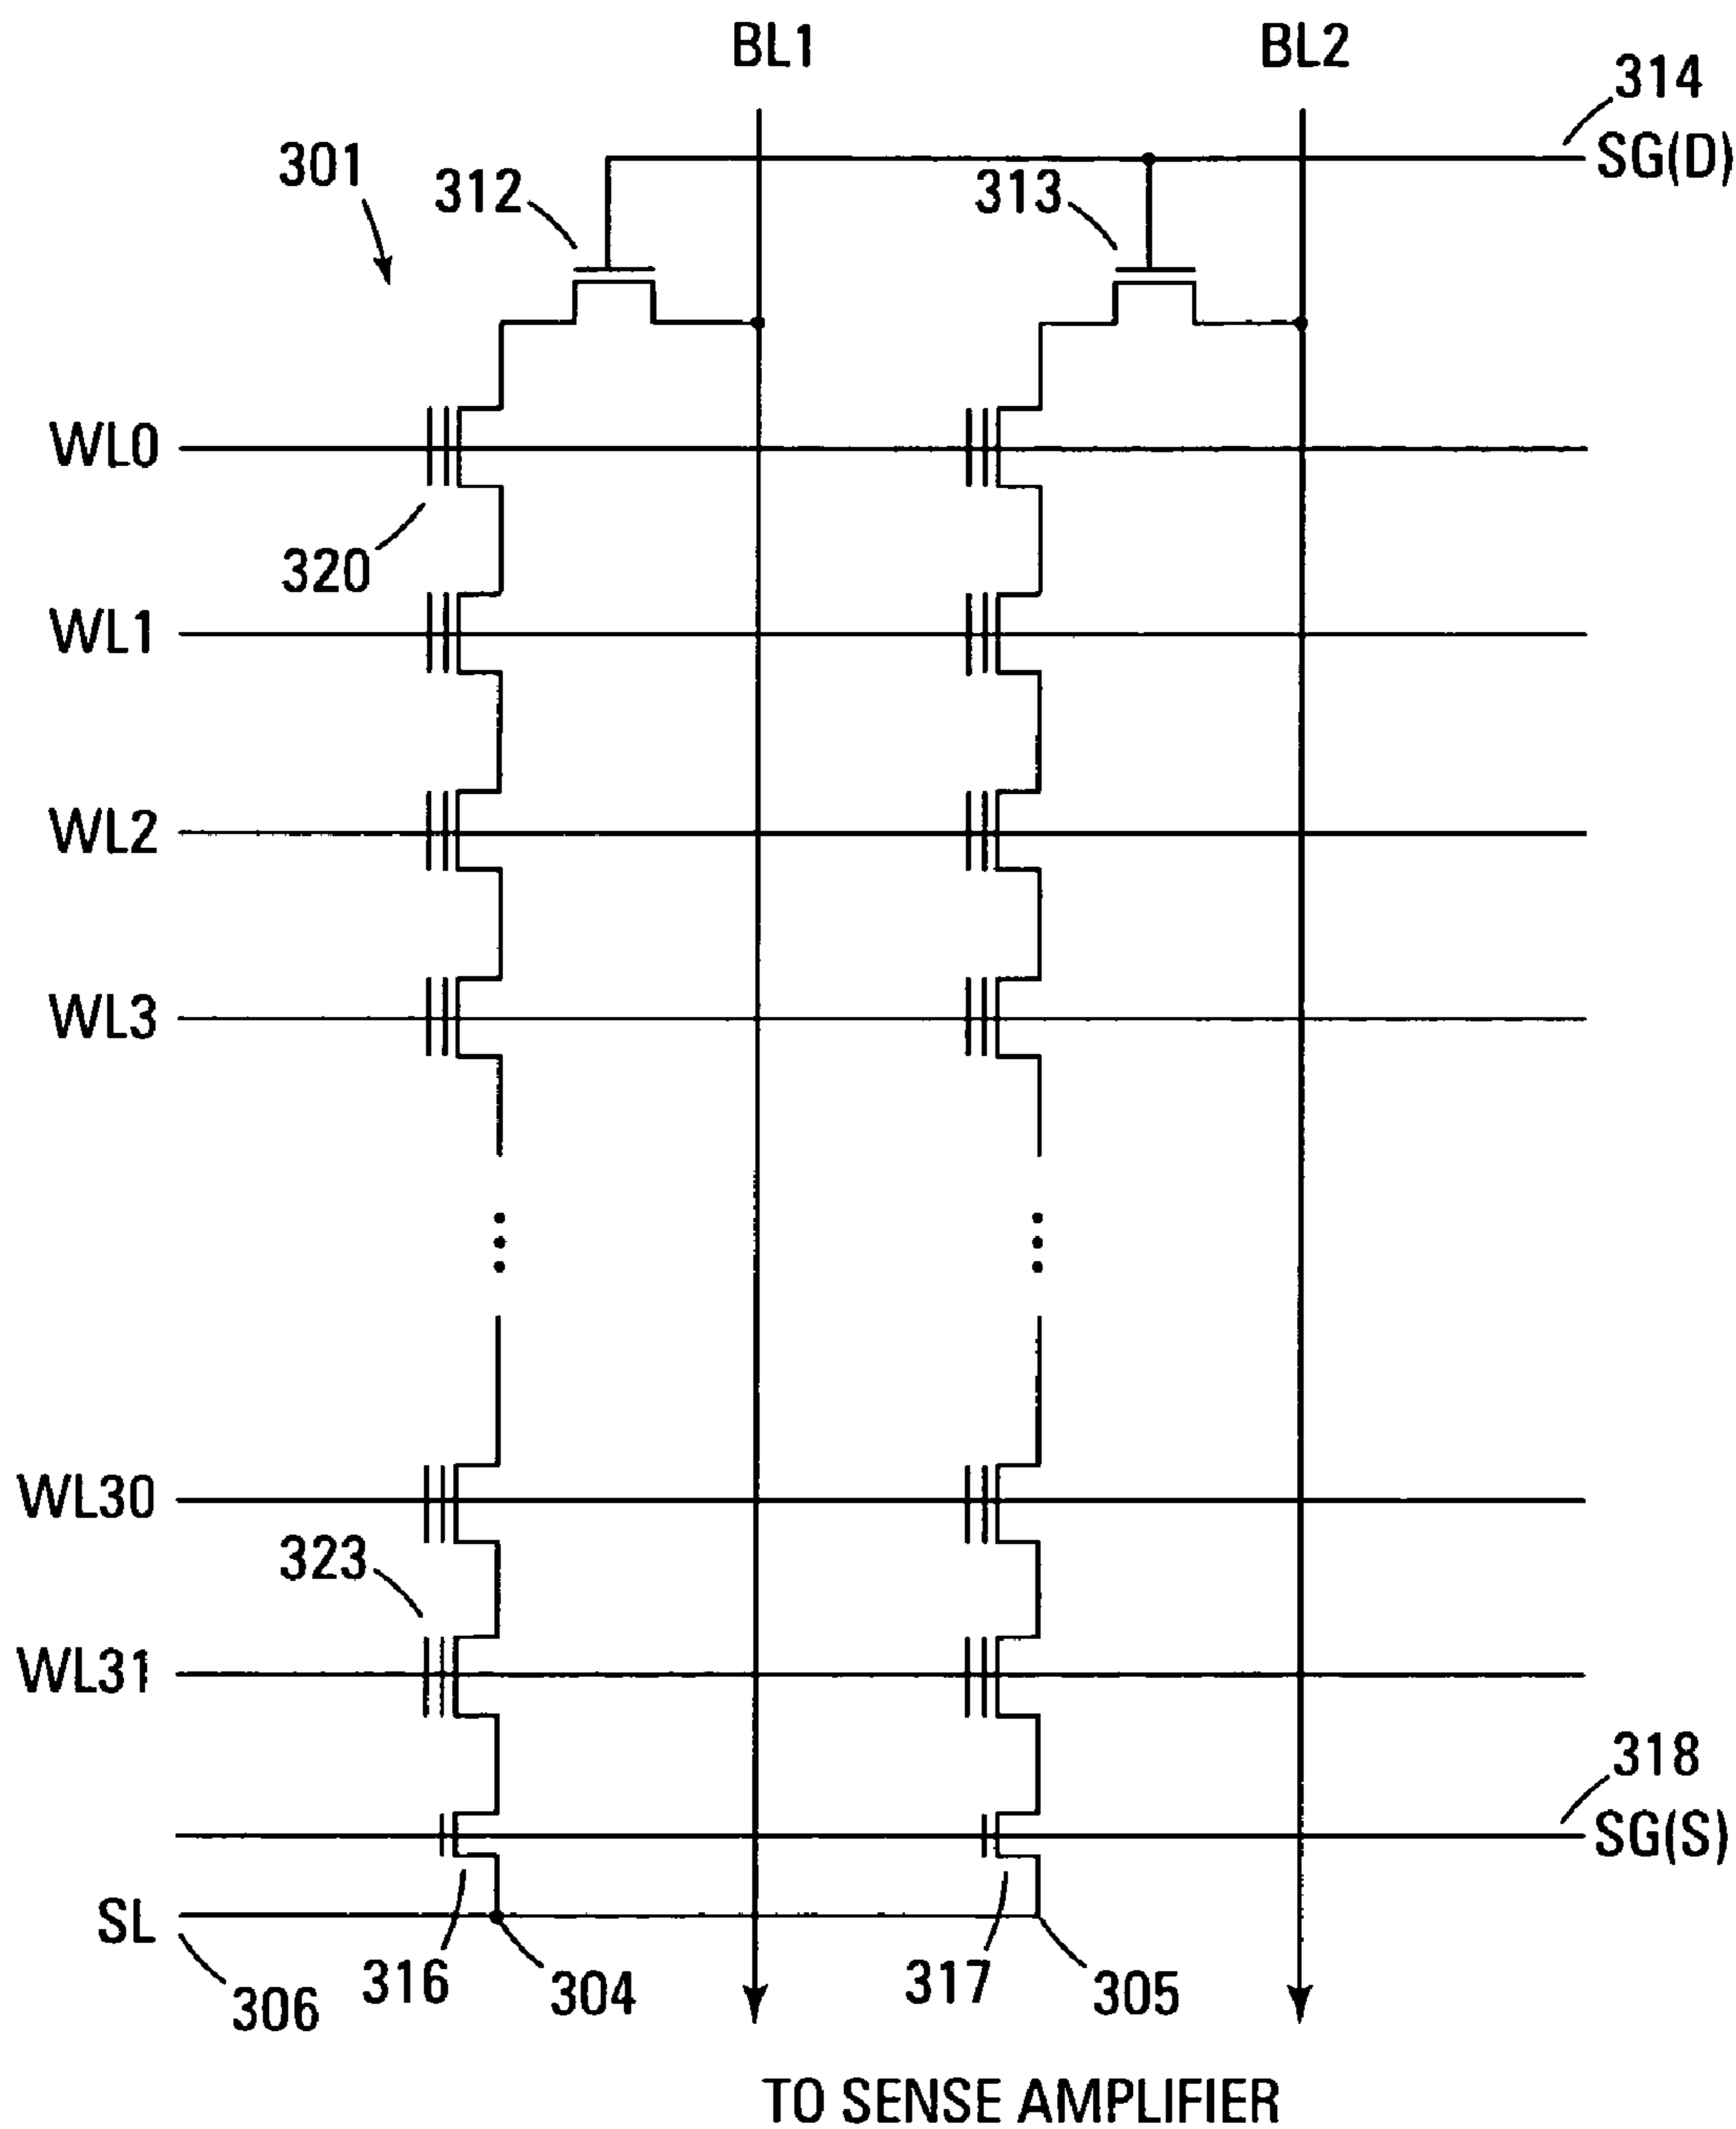 BL1
BL2
314
SG(D)
301
312
313
WL0
320
WL1
WL2
WL3
WL30
323
WL31
318
SG(S)
SL
306
316
304
317
305
TO SENSE AMPLIFIER